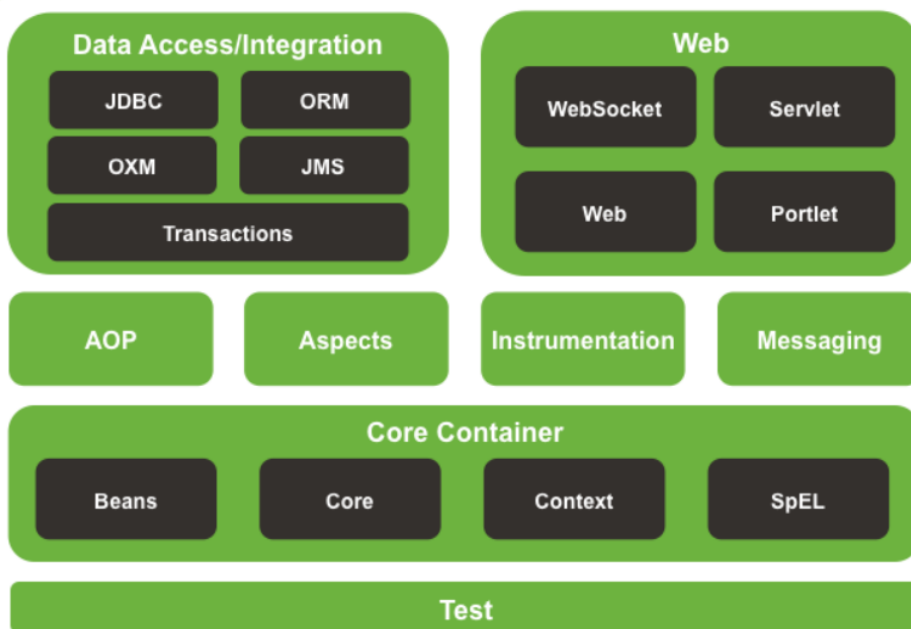 Data Access/Integration
JDBC
ORM
OXM
JMS
Transactions
Web
WebSocket
Servlet
Web
Portlet
AOP
Aspects
Instrumentation
Messaging
Core Container
Beans
Core
Context
SpEL
Test